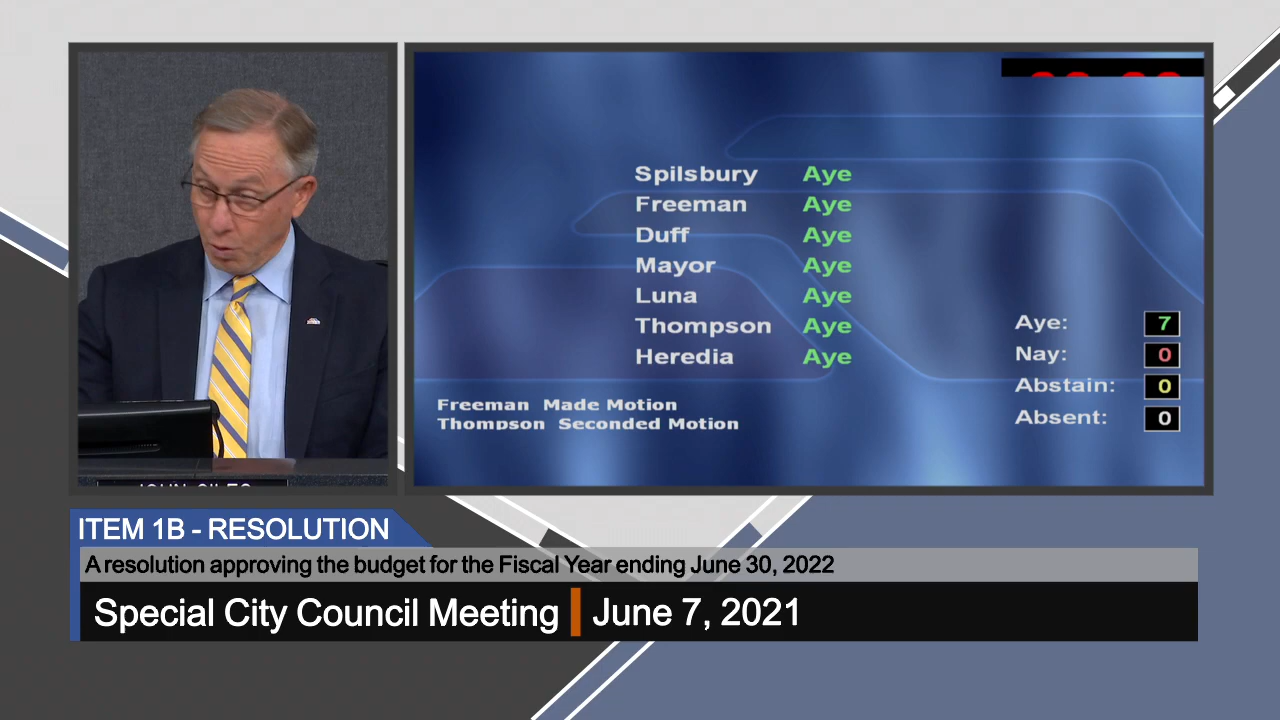 Spilsbury Aye
Freeman Aye
Duff Aye
Mayor Aye
Luna Aye
Thompson Aye
Heredia Aye
Aye: 7
Nay: 0
Abstain: 0
Absent: 0
Freeman Made Motion
Thompson Seconded Motion
ITEM 1B - RESOLUTION
A resolution approving the budget for the Fiscal Year ending June 30, 2022
Special City Council Meeting June 7, 2021